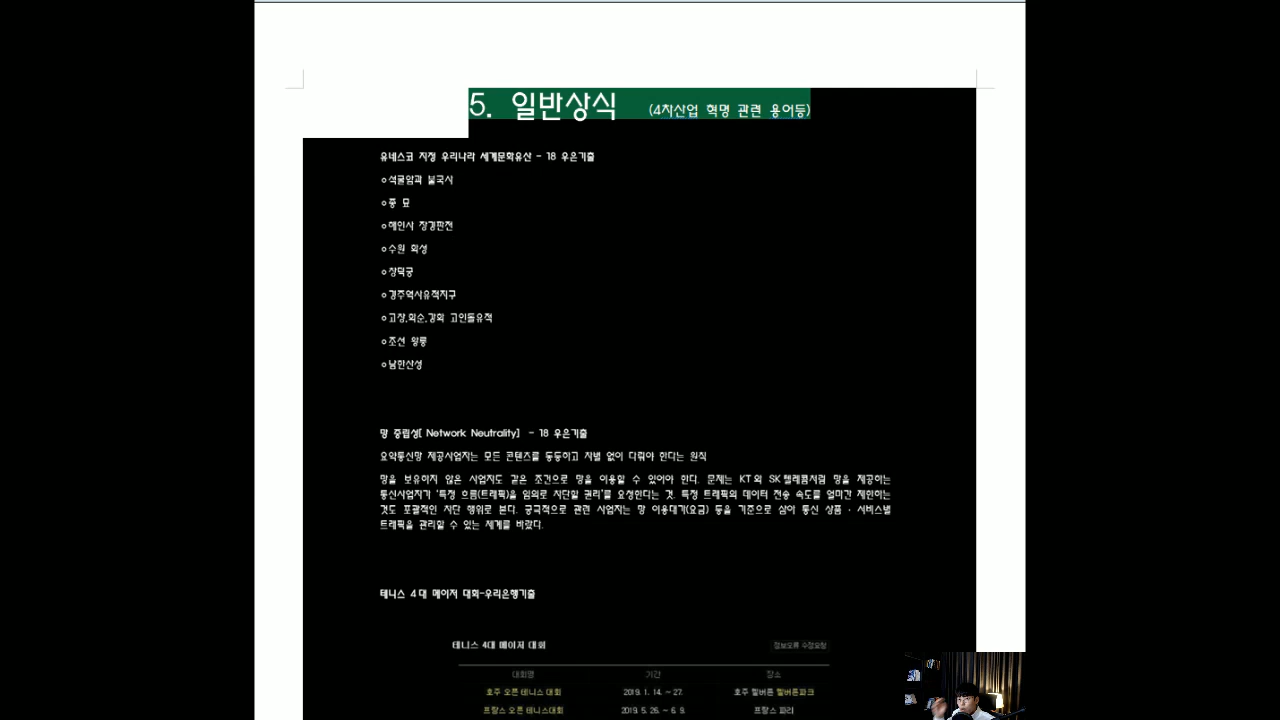 5. 일반상식 (4차산업 혁명 관련 용어등)
유네스코 지정 우리나라 세계문화유산 - 18 우은기출
○석굴암과 불국사
○종 묘
○해인사 장경판전
○수원 화성
○창덕궁
○경주역사유적지구
○고창,화순,강화 고인돌유적
○조선 왕릉
○남한산성
망 중립성[ Network Neutrality] - 18 우은기출
요약통신망 제공사업자는 모든 콘텐츠를 동등하고 차별 없이 다뤄야 한다는 원칙
망을 보유하지 않은 사업자도 같은 조건으로 망을 이용할 수 있어야 한다. 문제는 KT와 SK텔레콤처럼 망을 제공하는
통신사업자가 '특정 흐름(트래픽)을 임의로 차단할 권리'를 요청한다는 것. 특정 트래픽의 데이터 전송 속도를 얼마간 제한하는
것도 포괄적인 차단 행위로 본다. 궁극적으로 관련 사업자는 망 이용대가(요금) 등을 기준으로 삼아 통신 상품 · 서비스별
트래픽을 관리할 수 있는 체계를 바랐다.
테니스 4대 메이저 대회-우리은행기출
테니스 4대 메이저 대회 정보오류 수정요청
대회명 기간 장소
호주 오픈 테니스 대회 2019. 1. 14. ~ 27. 호주 멜버른 멜버른파크
프랑스 오픈 테니스대회 2019. 5. 26. ~ 6. 9. 프랑스 파리